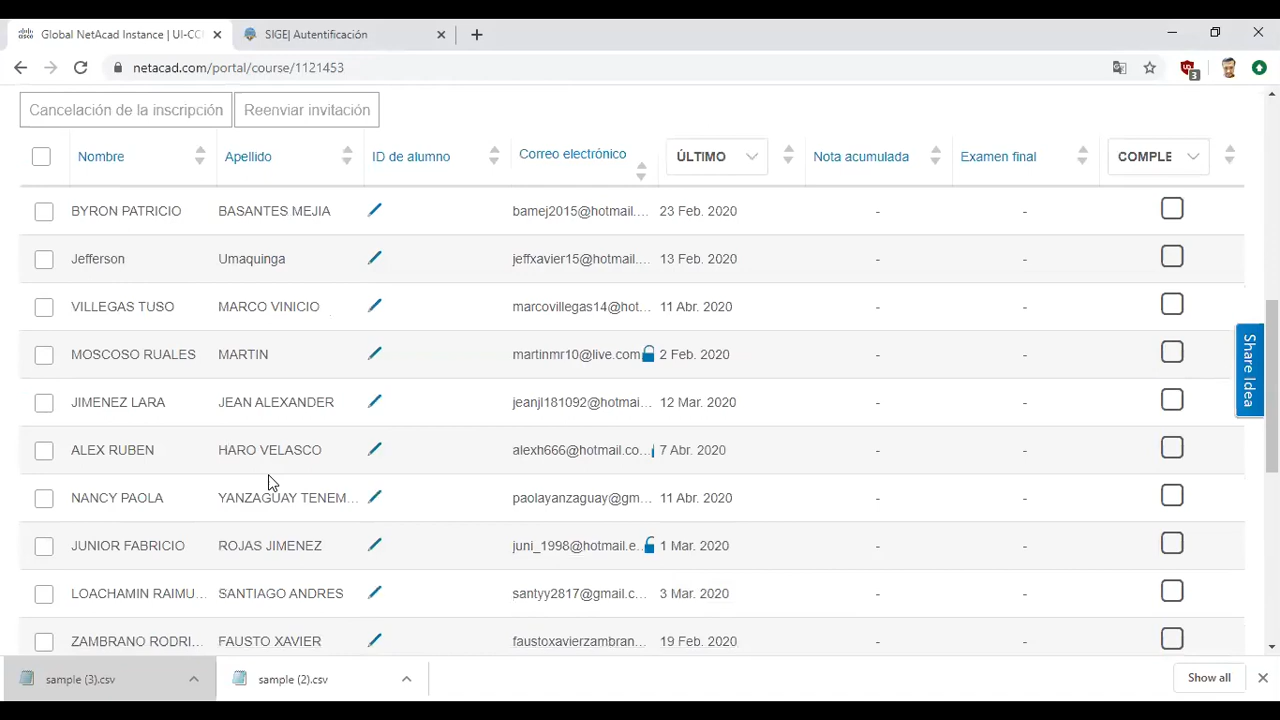 Global NetAcad Instance | UI-CC
SIGE| Autentificación
netacad.com/portal/course/1121453
3
Cancelación de la inscripción Reenviar invitación
Nombre Apellido ID de alumno Correo electrónico ÚLTIMO Nota acumulada Examen final COMPLE
BYRON PATRICIO BASANTES MEJIA bamej2015@hotmail.... 23 Feb. 2020 - -
Jefferson Umaquinga jeffxavier15@hotmail.... 13 Feb. 2020 - -
VILLEGAS TUSO MARCO VINICIO marcovillegas14@hot... 11 Abr. 2020 - -
MOSCOSO RUALES MARTIN martinmr10@live.com 2 Feb. 2020 - -
JIMENEZ LARA JEAN ALEXANDER jeanjl181092@hotmai... 12 Mar. 2020 - -
ALEX RUBEN HARO VELASCO alexh666@hotmail.co... 7 Abr. 2020 - -
NANCY PAOLA YANZAGUAY TENEM... paolayanzaguay@gm... 11 Abr. 2020 - -
JUNIOR FABRICIO ROJAS JIMENEZ juni_1998@hotmail.e... 1 Mar. 2020 - -
LOACHAMIN RAIMU... SANTIAGO ANDRES santyy2817@gmail.c... 3 Mar. 2020 - -
ZAMBRANO RODRI... FAUSTO XAVIER faustoxavierzambran... 19 Feb. 2020 - -
Share Idea
sample (3).csv sample (2).csv Show all